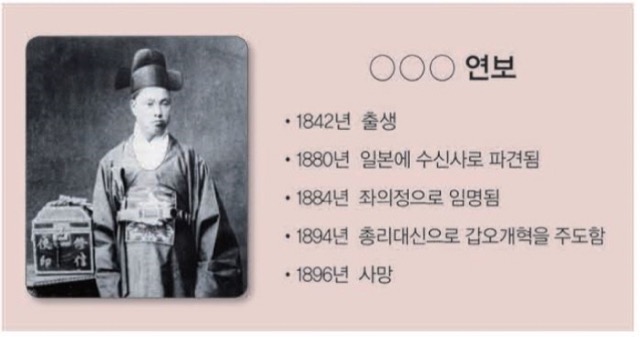 ○○○ 연보
• 1842년 출생
• 1880년 일본에 수신사로 파견됨
• 1884년 좌의정으로 임명됨
• 1894년 총리대신으로 갑오개혁을 주도함
• 1896년 사망
修信
使印